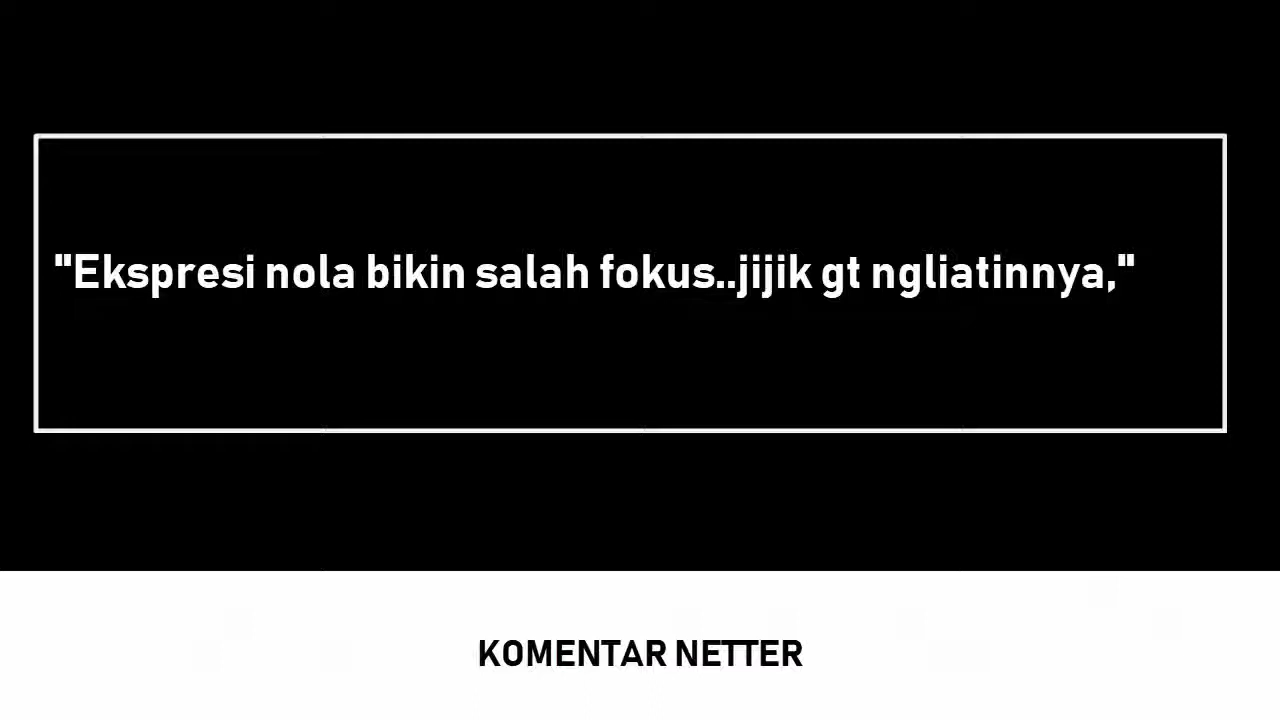 "Ekspresi nola bikin salah fokus..jijik gt ngliatinnya,"
KOMENTAR NETTER